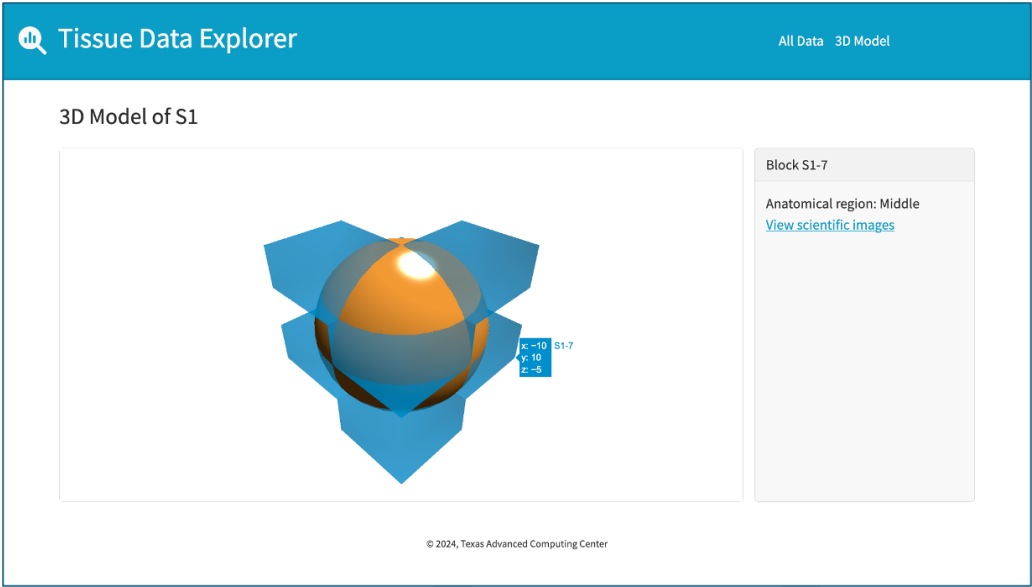 Tissue Data Explorer
All Data 3D Model
3D Model of S1
Block S1-7
Anatomical region: Middle
View scientific images
x: −10 S1-7
y: 10
z: −5
© 2024, Texas Advanced Computing Center